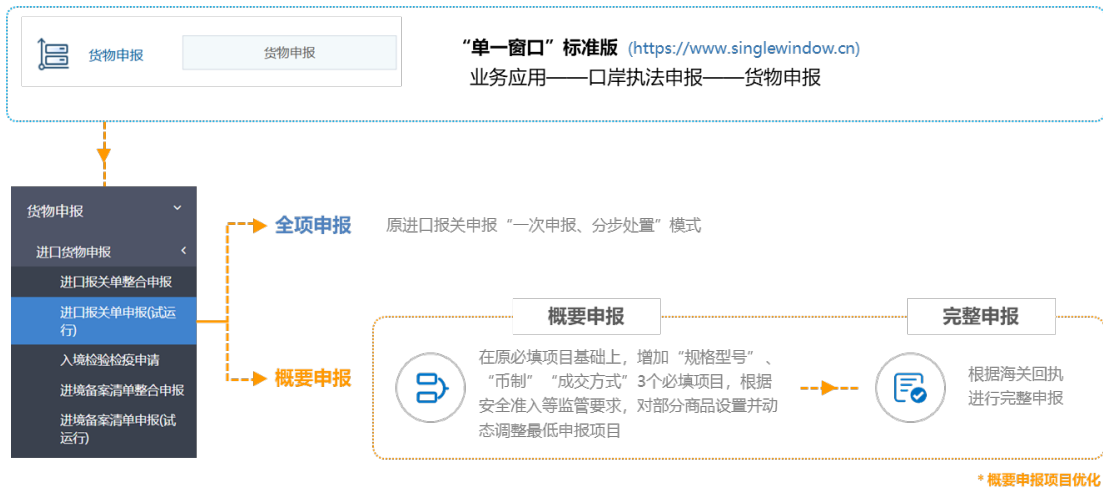 货物申报
货物申报
“单一窗口”标准版 (https://www.singlewindow.cn)
业务应用——口岸执法申报——货物申报
货物申报
进口货物申报
进口报关单整合申报
进口报关单申报(试运
行)
入境检验检疫申请
进境备案清单整合申报
进境备案清单申报(试
运行)
全项申报
原进口报关申报“一次申报、分步处置”模式
概要申报
概要申报
在原必填项目基础上，增加“规格型号”、
“币制”“成交方式”3个必填项目，根据
安全准入等监管要求，对部分商品设置并动
态调整最低申报项目
完整申报
根据海关回执
进行完整申报
*概要申报项目优化